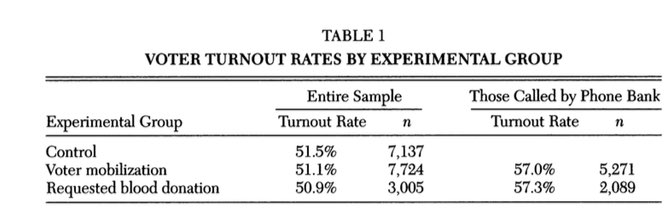 TABLE 1
VOTER TURNOUT RATES BY EXPERIMENTAL GROUP
Entire Sample Those Called by Phone Bank
Experimental Group Turnout Rate n Turnout Rate n
Control 51.5% 7,137
Voter mobilization 51.1% 7,724 57.0% 5,271
Requested blood donation 50.9% 3,005 57.3% 2,089